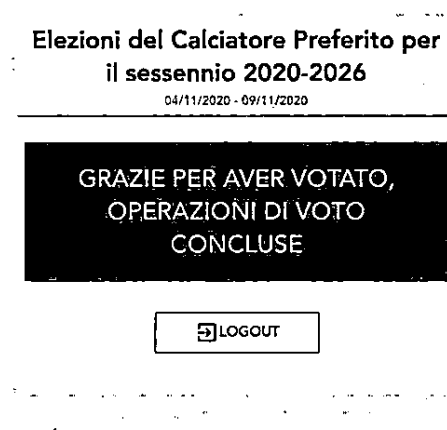 Elezioni del Calciatore Preferito per
il sessennio 2020-2026
04/11/2020 - 09/11/2020
GRAZIE PER AVER VOTATO,
OPERAZIONI DI VOTO
CONCLUSE
LOGOUT